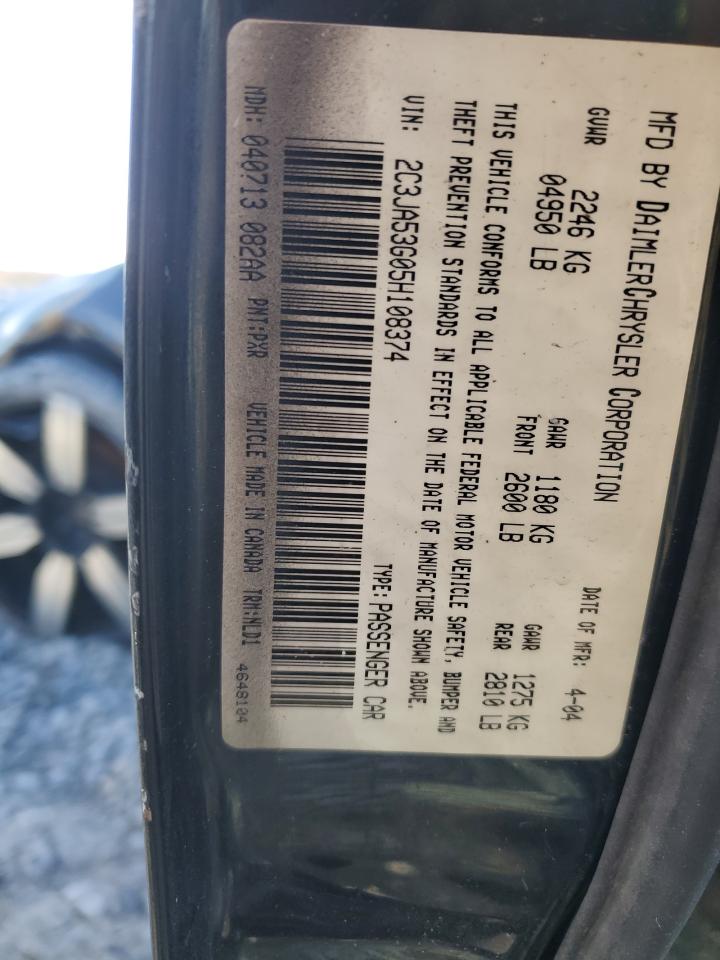 MFD BY DAIMLERCHRYSLER CORPORATION
DATE OF MFR: 4-04
GVWR 2246 KG 04950 LB
GAWR FRONT 1180 KG 2600 LB
GAWR REAR 1275 KG 2810 LB
THIS VEHICLE CONFORMS TO ALL APPLICABLE FEDERAL MOTOR VEHICLE SAFETY, BUMPER AND
THEFT PREVENTION STANDARDS IN EFFECT ON THE DATE OF MANUFACTURE SHOWN ABOVE.
VIN: 2C3JA53G05H108374 TYPE: PASSENGER CAR
MDH: 040713 082AA PNT:PXR VEHICLE MADE IN CANADA TRM:NLD1
4648104